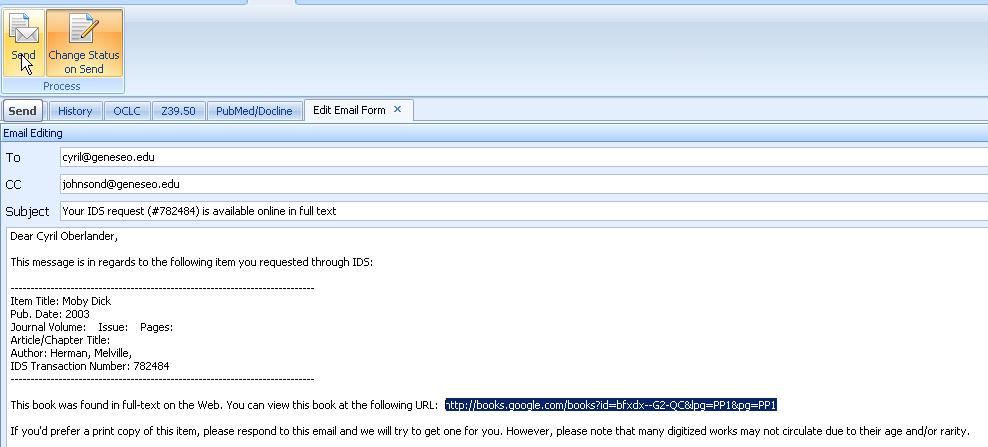 Send
Change Status
on Send
Process
Send
History
OCLC
Z39.50
PubMed/Docline
Edit Email Form
Email Editing
To cyril@geneseo.edu
CC johnsond@geneseo.edu
Subject Your IDS request (#782484) is available online in full text
Dear Cyril Oberlander,
This message is in regards to the following item you requested through IDS:
----------------------------------------------------------------------------
Item Title: Moby Dick
Pub. Date: 2003
Journal Volume: Issue: Pages:
Article/Chapter Title:
Author: Herman, Melville,
IDS Transaction Number: 782484
----------------------------------------------------------------------------
This book was found in full-text on the Web. You can view this book at the following URL: http://books.google.com/books?id=bfxdx--G2-QC&lpg=PP1&pg=PP1
If you'd prefer a print copy of this item, please respond to this email and we will try to get one for you. However, please note that many digitized works may not circulate due to their age and/or rarity.